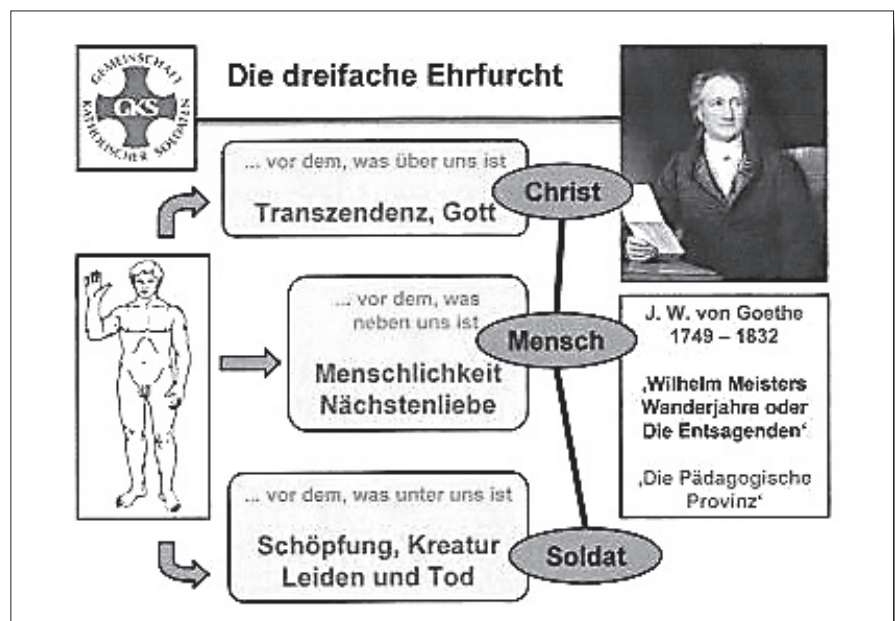 GEMEINSCHAFT
GKS
KATHOLISCHER SOLDATEN
Die dreifache Ehrfurcht
... vor dem, was über uns ist
Transzendenz, Gott
Christ
... vor dem, was
neben uns ist
Menschlichkeit
Nächstenliebe
Mensch
... vor dem, was unter uns ist
Schöpfung, Kreatur
Leiden und Tod
Soldat
J. W. von Goethe
1749 – 1832
‚Wilhelm Meisters
Wanderjahre oder
Die Entsagenden‘
‚Die Pädagogische
Provinz‘